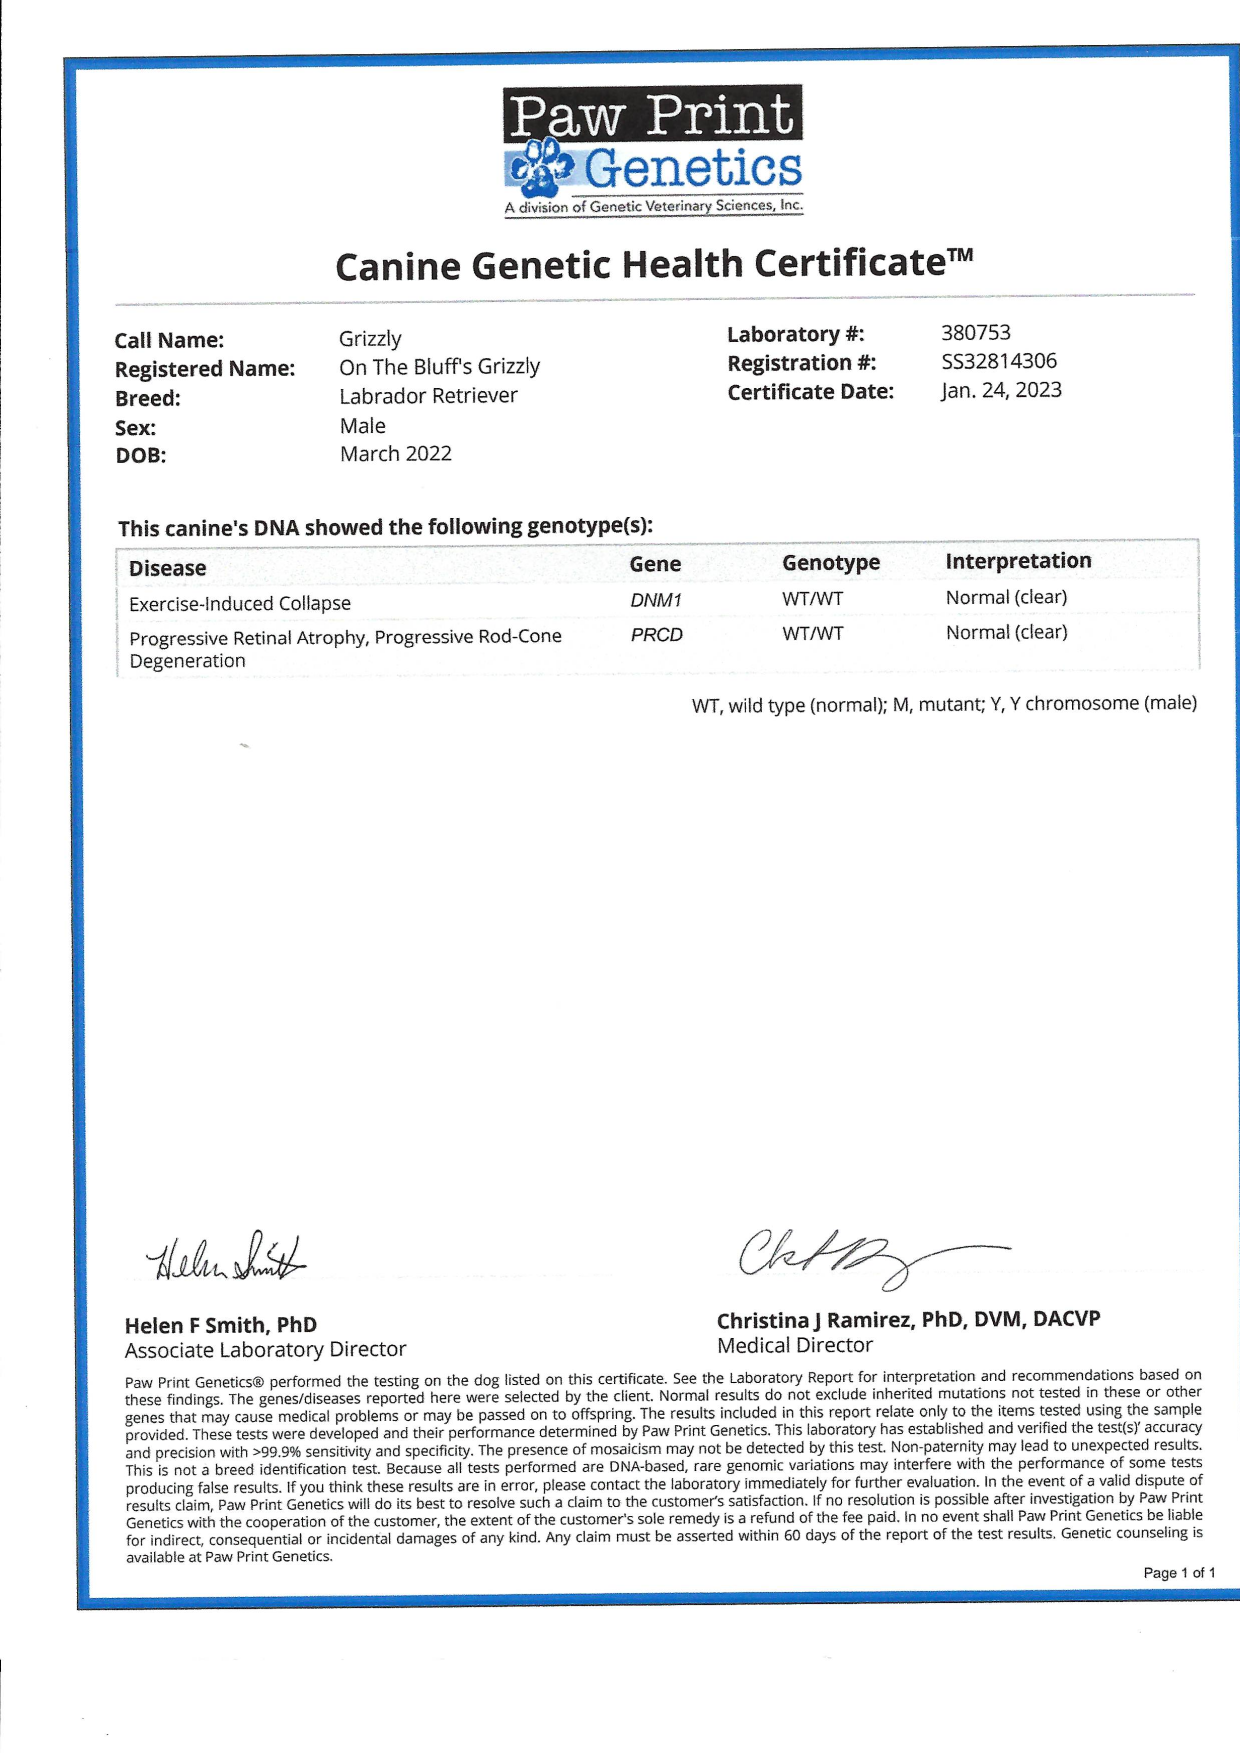 Paw Print
Genetics
A division of Genetic Veterinary Sciences, Inc.
Canine Genetic Health Certificate™
Call Name: Grizzly
Registered Name: On The Bluff's Grizzly
Breed: Labrador Retriever
Sex: Male
DOB: March 2022
Laboratory #: 380753
Registration #: SS32814306
Certificate Date: Jan. 24, 2023
This canine's DNA showed the following genotype(s):
Disease Gene Genotype Interpretation
Exercise-Induced Collapse DNM1 WT/WT Normal (clear)
Progressive Retinal Atrophy, Progressive Rod-Cone PRCD WT/WT Normal (clear)
Degeneration
WT, wild type (normal); M, mutant; Y, Y chromosome (male)
Helen Smith
Helen F Smith, PhD
Associate Laboratory Director
Christina J Ramirez, PhD, DVM, DACVP
Medical Director
Paw Print Genetics® performed the testing on the dog listed on this certificate. See the Laboratory Report for interpretation and recommendations based on
these findings. The genes/diseases reported here were selected by the client. Normal results do not exclude inherited mutations not tested in these or other
genes that may cause medical problems or may be passed on to offspring. The results included in this report relate only to the items tested using the sample
provided. These tests were developed and their performance determined by Paw Print Genetics. This laboratory has established and verified the test(s)' accuracy
and precision with >99.9% sensitivity and specificity. The presence of mosaicism may not be detected by this test. Non-paternity may lead to unexpected results.
This is not a breed identification test. Because all tests performed are DNA-based, rare genomic variations may interfere with the performance of some tests
producing false results. If you think these results are in error, please contact the laboratory immediately for further evaluation. In the event of a valid dispute of
results claim, Paw Print Genetics will do its best to resolve such a claim to the customer's satisfaction. If no resolution is possible after investigation by Paw Print
Genetics with the cooperation of the customer, the extent of the customer's sole remedy is a refund of the fee paid. In no event shall Paw Print Genetics be liable
for indirect, consequential or incidental damages of any kind. Any claim must be asserted within 60 days of the report of the test results. Genetic counseling is
available at Paw Print Genetics.
Page 1 of 1